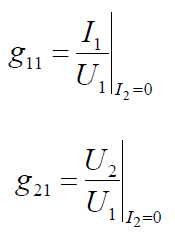 g₁₁ = I₁/U₁ |I₂=0
g₂₁ = U₂/U₁ |I₂=0